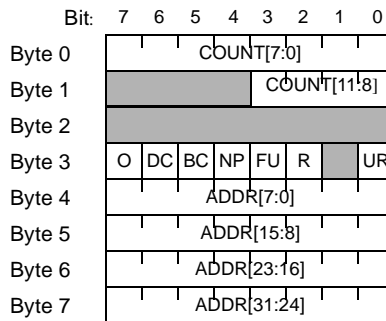 Bit: 7 6 5 4 3 2 1 0
Byte 0 COUNT[7:0]
Byte 1 COUNT[11:8]
Byte 2
Byte 3 O DC BC NP FU R UR
Byte 4 ADDR[7:0]
Byte 5 ADDR[15:8]
Byte 6 ADDR[23:16]
Byte 7 ADDR[31:24]